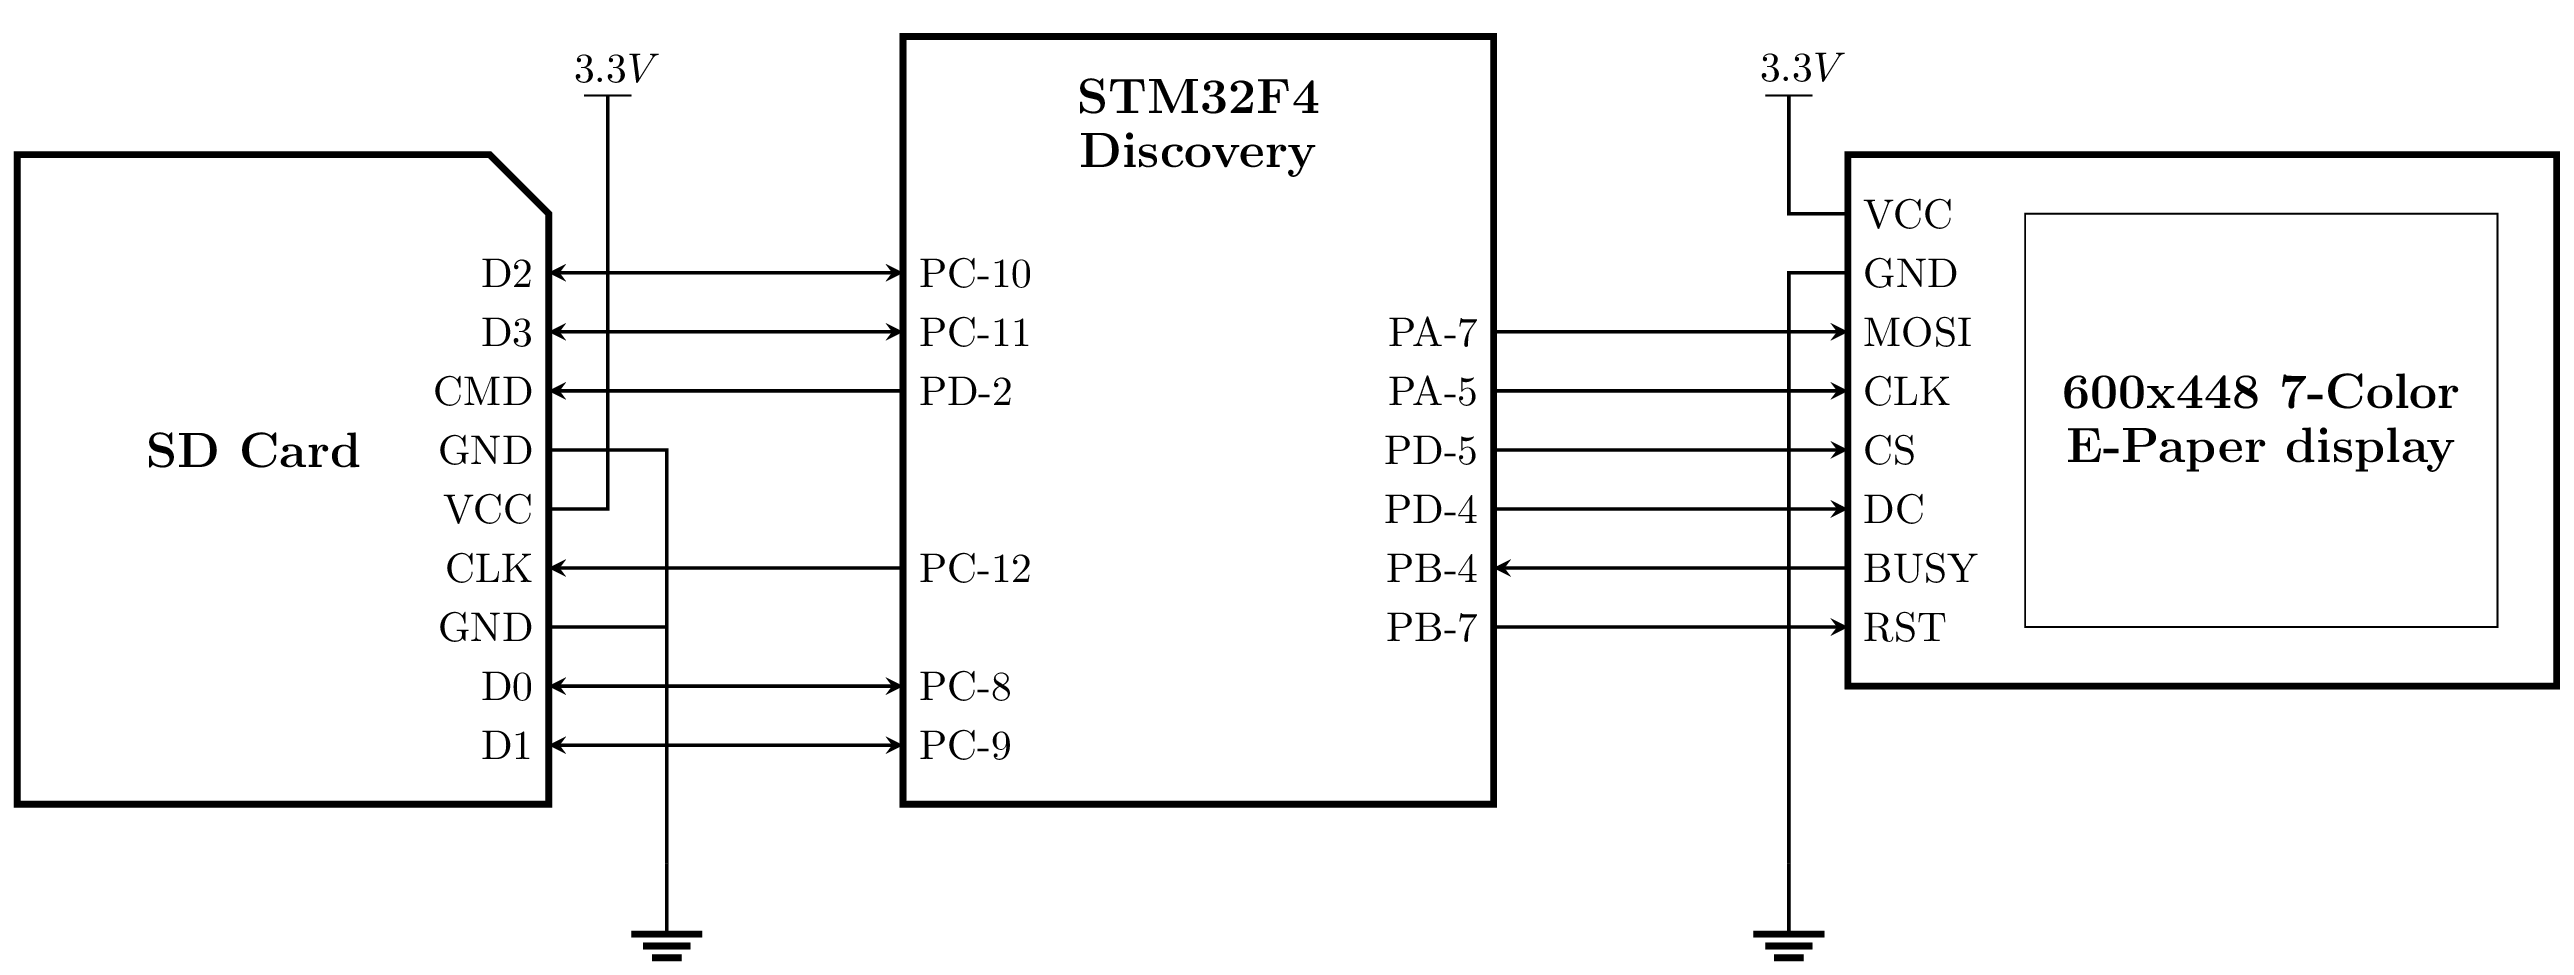 3.3V
3.3V
STM32F4
Discovery
SD Card
D2
D3
CMD
GND
VCC
CLK
GND
D0
D1
PC-10
PC-11
PD-2
PC-12
PC-8
PC-9
PA-7
PA-5
PD-5
PD-4
PB-4
PB-7
VCC
GND
MOSI
CLK
CS
DC
BUSY
RST
600x448 7-Color
E-Paper display